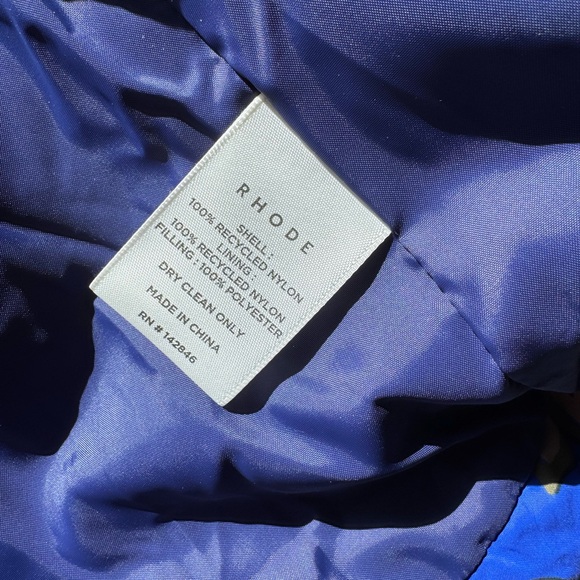 RHODE
SHELL :
100% RECYCLED NYLON
LINING :
100% RECYCLED NYLON
FILLING : 100% POLYESTER
DRY CLEAN ONLY
MADE IN CHINA
RN # 142846